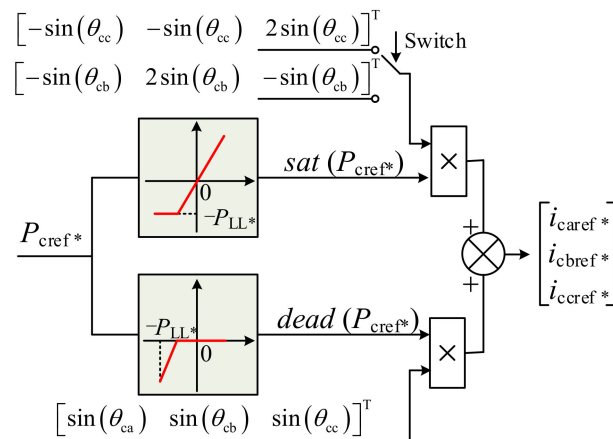 [−sin(θcc) −sin(θcc) 2sin(θcc)]ᵀ
Switch
[−sin(θcb) 2sin(θcb) −sin(θcb)]ᵀ
×
0
sat (Pcref*)
−PLL*
Pcref*
+
icaref*
icbref*
iccref*
+
−PLL*
0
dead (Pcref*)
×
[sin(θca) sin(θcb) sin(θcc)]ᵀ